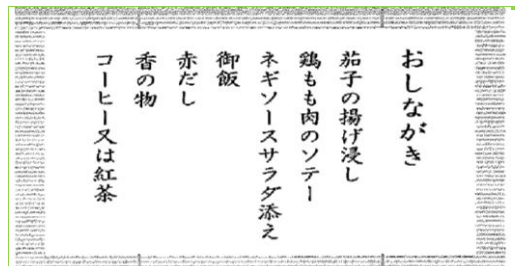 おしながき
茄子の揚げ浸し
鶏もも肉のソテー
ネギソースサラダ添え
御飯
赤だし
香の物
コーヒー又は紅茶